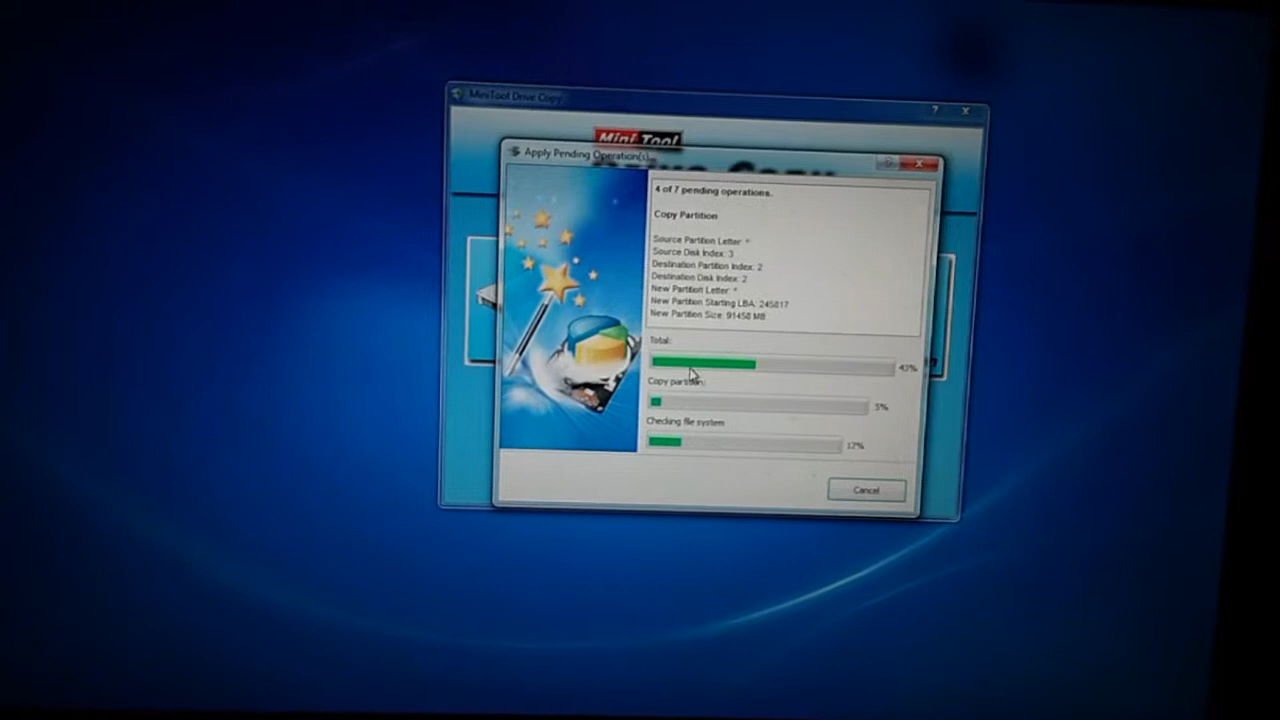 MiniTool Drive Copy
Mini Tool
Apply Pending Operation(s)...
4 of 7 pending operations.
Copy Partition
Source Partition Letter: *
Source Disk Index: 3
Destination Partition Index: 2
Destination Disk Index: 2
New Partition Letter: *
New Partition Starting LBA: 245817
New Partition Size: 91458 MB
Total:
43%
Copy partition:
5%
Checking file system
17%
Cancel